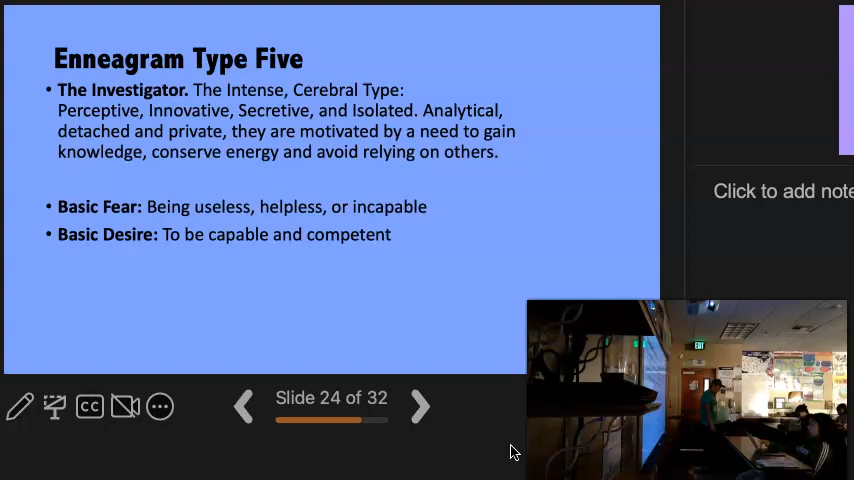 Enneagram Type Five
• The Investigator. The Intense, Cerebral Type:
Perceptive, Innovative, Secretive, and Isolated. Analytical,
detached and private, they are motivated by a need to gain
knowledge, conserve energy and avoid relying on others.
• Basic Fear: Being useless, helpless, or incapable
• Basic Desire: To be capable and competent
Click to add note
Slide 24 of 32
CC
EXIT